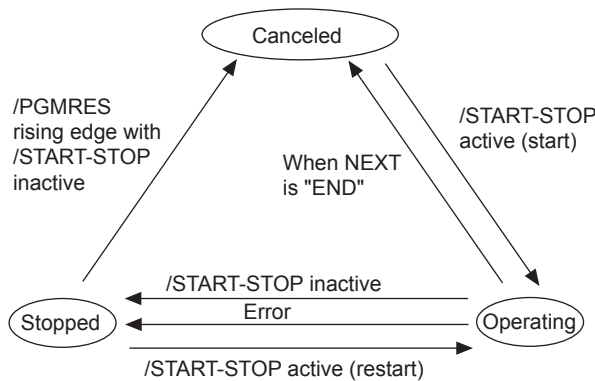 Canceled
/PGMRES
rising edge with
/START-STOP
inactive
/START-STOP
active (start)
When NEXT
is "END"
/START-STOP inactive
Error
Stopped
Operating
/START-STOP active (restart)